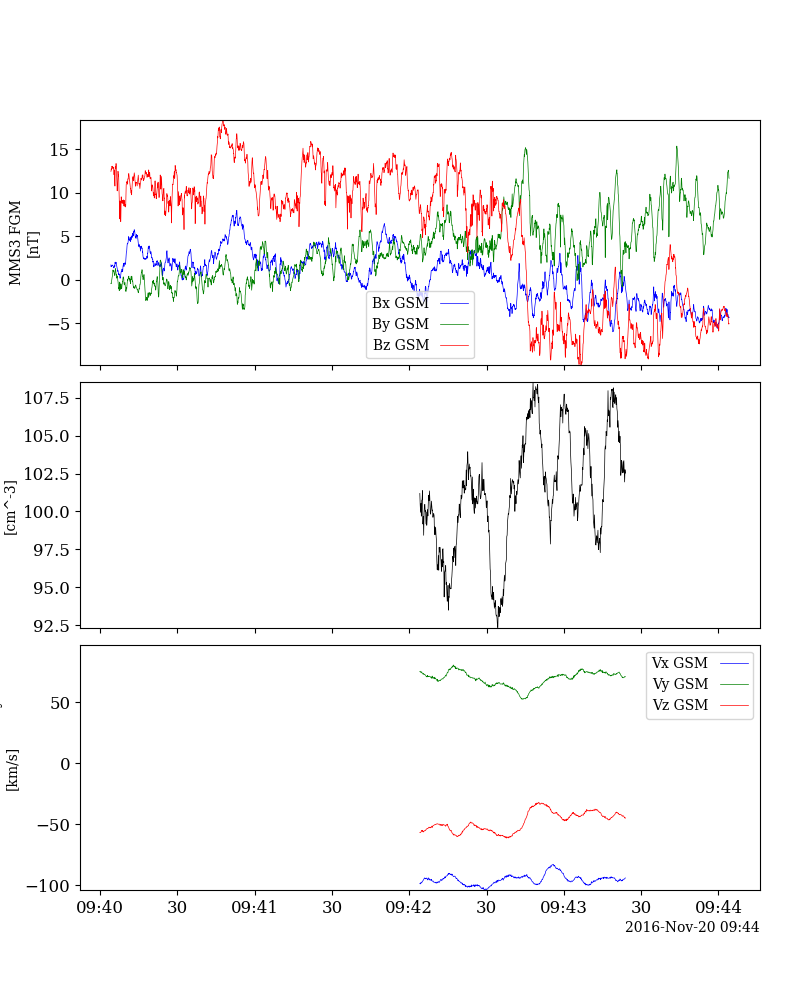 MMS3 FGM
[nT]
15
10
5
0
−5
Bx GSM
By GSM
Bz GSM
[cm^-3]
107.5
105.0
102.5
100.0
97.5
95.0
92.5
[km/s]
50
0
−50
−100
Vx GSM
Vy GSM
Vz GSM
09:40 30 09:41 30 09:42 30 09:43 30 09:44
2016-Nov-20 09:44